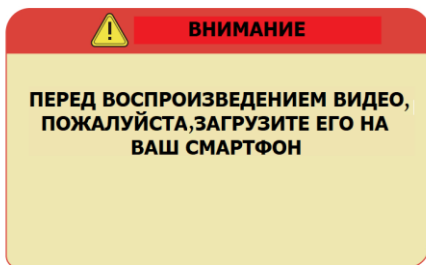 ВНИМАНИЕ
ПЕРЕД ВОСПРОИЗВЕДЕНИЕМ ВИДЕО,
ПОЖАЛУЙСТА,ЗАГРУЗИТЕ ЕГО НА
ВАШ СМАРТФОН